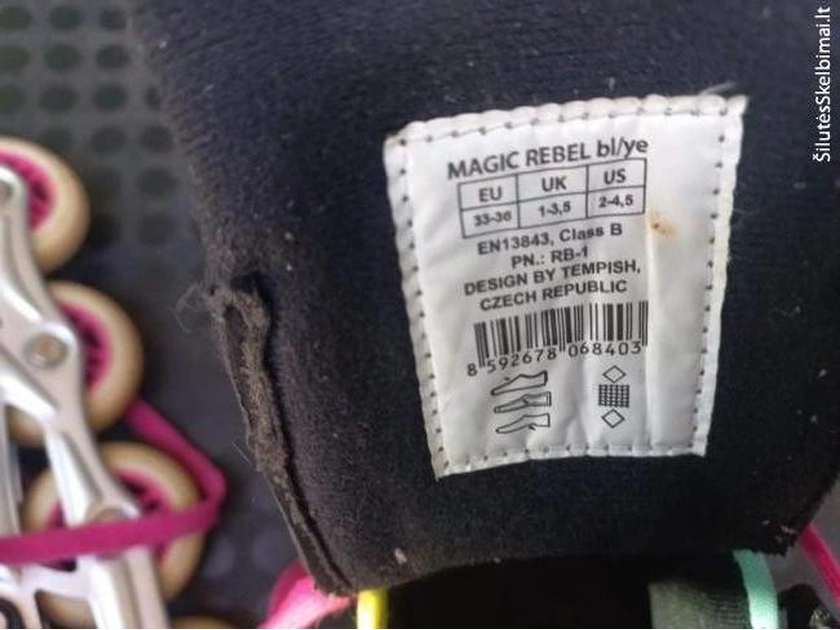 MAGIC REBEL bl/ye
EU UK US
33-36 1-3,5 2-4,5
EN13843, Class B
PN.: RB-1
DESIGN BY TEMPISH,
CZECH REPUBLIC
8 592678 068403
ŠilutėsSkelbimai.lt